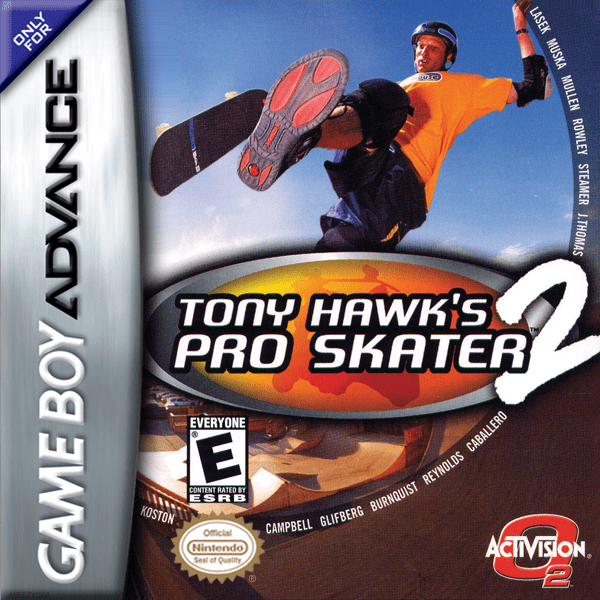 ONLY
FOR
GAME BOY ADVANCE
LASEK MUSKA MULLEN ROWLEY STEAMER J.THOMAS
TONY HAWK'S
PRO SKATER 2
™
EVERYONE
E
®
CONTENT RATED BY
ESRB
KOSTON CAMPBELL GLIFBERG BURNQUIST REYNOLDS CABALLERO
Official
Nintendo
Seal of Quality
®
ACTIVISION®
O2